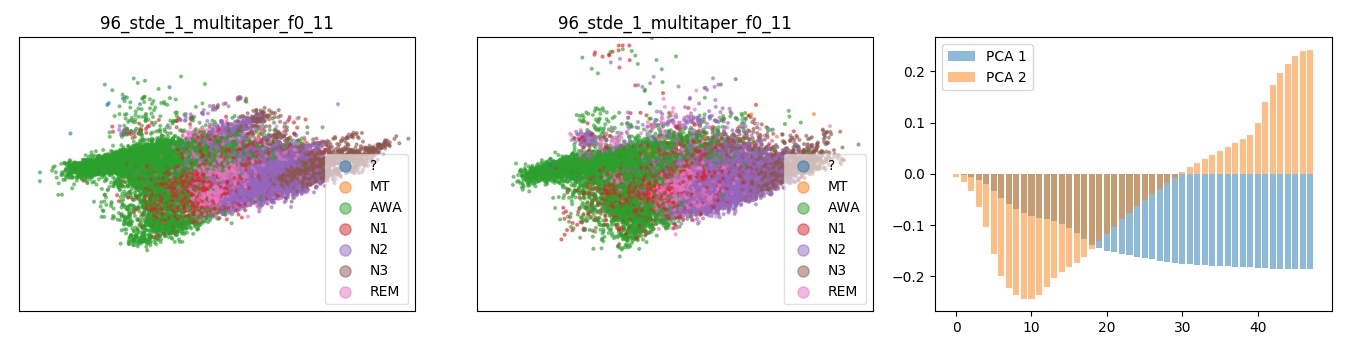 96_stde_1_multitaper_f0_11
?
MT
AWA
N1
N2
N3
REM
96_stde_1_multitaper_f0_11
?
MT
AWA
N1
N2
N3
REM
PCA 1
PCA 2
0.2
0.1
0.0
−0.1
−0.2
0 10 20 30 40